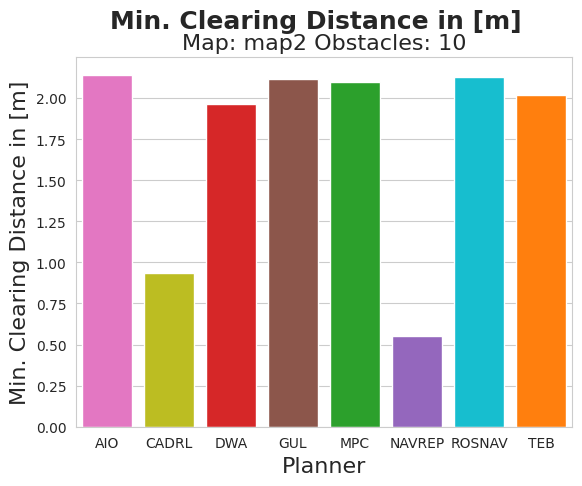 Min. Clearing Distance in [m]
Map: map2 Obstacles: 10
Min. Clearing Distance in [m]
2.00
1.75
1.50
1.25
1.00
0.75
0.50
0.25
0.00
AIO CADRL DWA GUL MPC NAVREP ROSNAV TEB
Planner